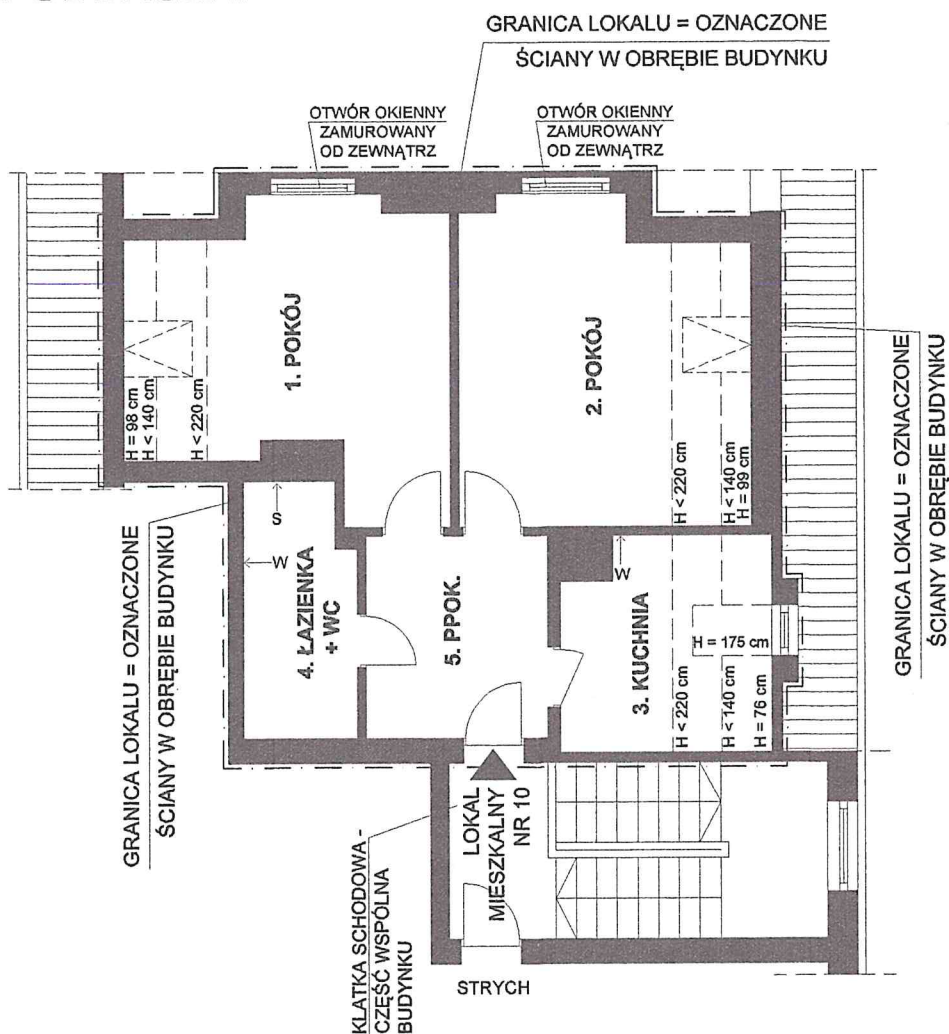 GRANICA LOKALU = OZNACZONE
ŚCIANY W OBRĘBIE BUDYNKU
OTWÓR OKIENNY
ZAMUROWANY
OD ZEWNĄTRZ
OTWÓR OKIENNY
ZAMUROWANY
OD ZEWNĄTRZ
1. POKÓJ
H = 98 cm
H < 140 cm
H < 220 cm
2. POKÓJ
H < 220 cm
H < 140 cm
H = 99 cm
GRANICA LOKALU = OZNACZONE
ŚCIANY W OBRĘBIE BUDYNKU
S
W
4. ŁAZIENKA
+ WC
5. PPOK.
W
3. KUCHNIA
H = 175 cm
H < 220 cm
H < 140 cm
H = 76 cm
GRANICA LOKALU = OZNACZONE
ŚCIANY W OBRĘBIE BUDYNKU
KLATKA SCHODOWA -
CZĘŚĆ WSPÓLNA
BUDYNKU
LOKAL
MIESZKALNY
NR 10
STRYCH